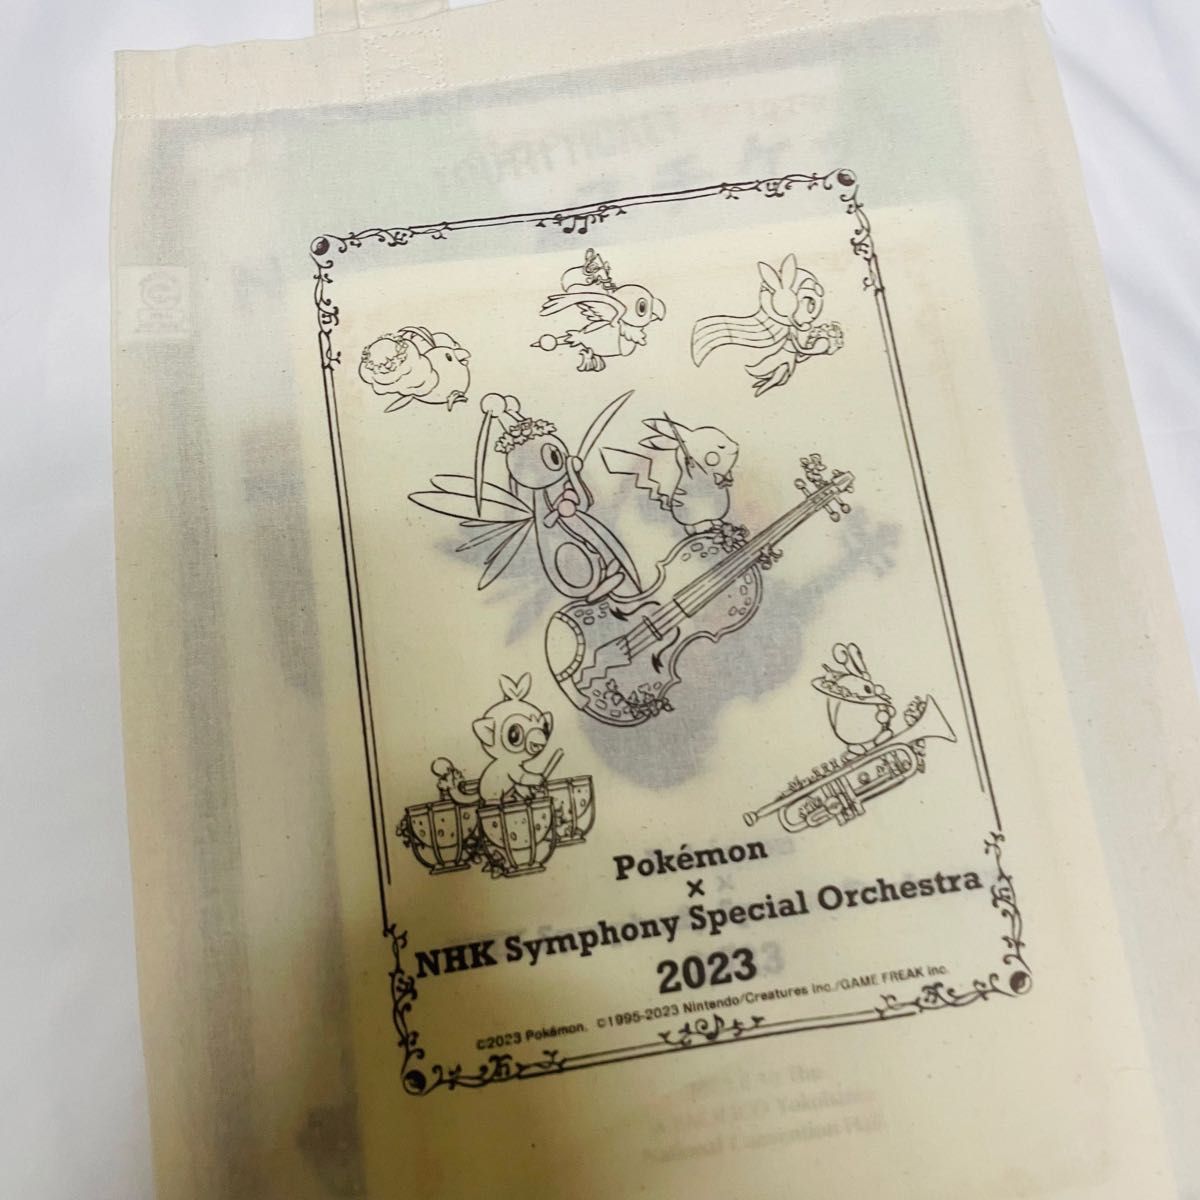 Pokémon
×
NHK Symphony Special Orchestra
2023
©2023 Pokémon. ©1995-2023 Nintendo/Creatures Inc./GAME FREAK inc.